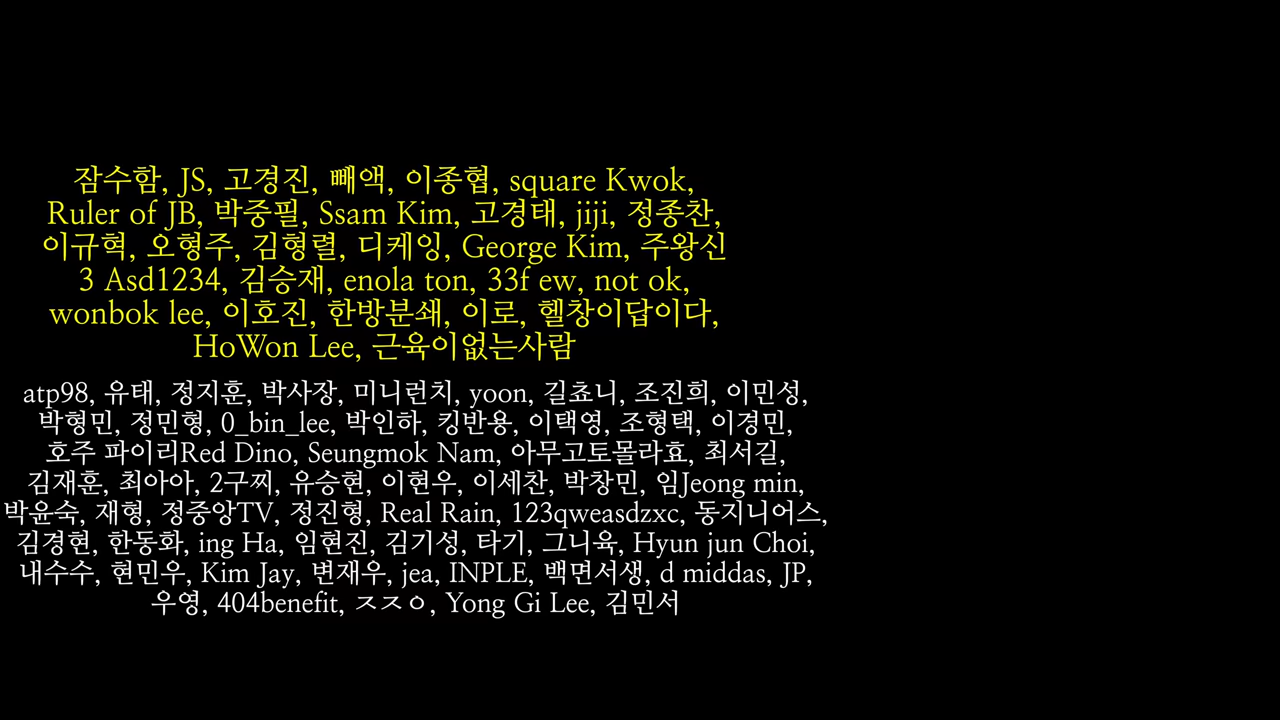 잠수함, JS, 고경진, 빼액, 이종협, square Kwok,
Ruler of JB, 박중필, Ssam Kim, 고경태, jiji, 정종찬,
이규혁, 오형주, 김형렬, 디케잉, George Kim, 주왕신
3 Asd1234, 김승재, enola ton, 33f ew, not ok,
wonbok lee, 이호진, 한방분쇄, 이로, 헬창이답이다,
HoWon Lee, 근육이없는사람
atp98, 유태, 정지훈, 박사장, 미니런치, yoon, 길쵸니, 조진희, 이민성,
박형민, 정민형, 0_bin_lee, 박인하, 킹반용, 이택영, 조형택, 이경민,
호주 파이리Red Dino, Seungmok Nam, 아무고토몰라효, 최서길,
김재훈, 최아아, 2구찌, 유승현, 이현우, 이세찬, 박창민, 임Jeong min,
박윤숙, 재형, 정중앙TV, 정진형, Real Rain, 123qweasdzxc, 동지니어스,
김경현, 한동화, ing Ha, 임현진, 김기성, 타기, 그니육, Hyun jun Choi,
내수수, 현민우, Kim Jay, 변재우, jea, INPLE, 백면서생, d middas, JP,
우영, 404benefit, ㅈㅈㅇ, Yong Gi Lee, 김민서